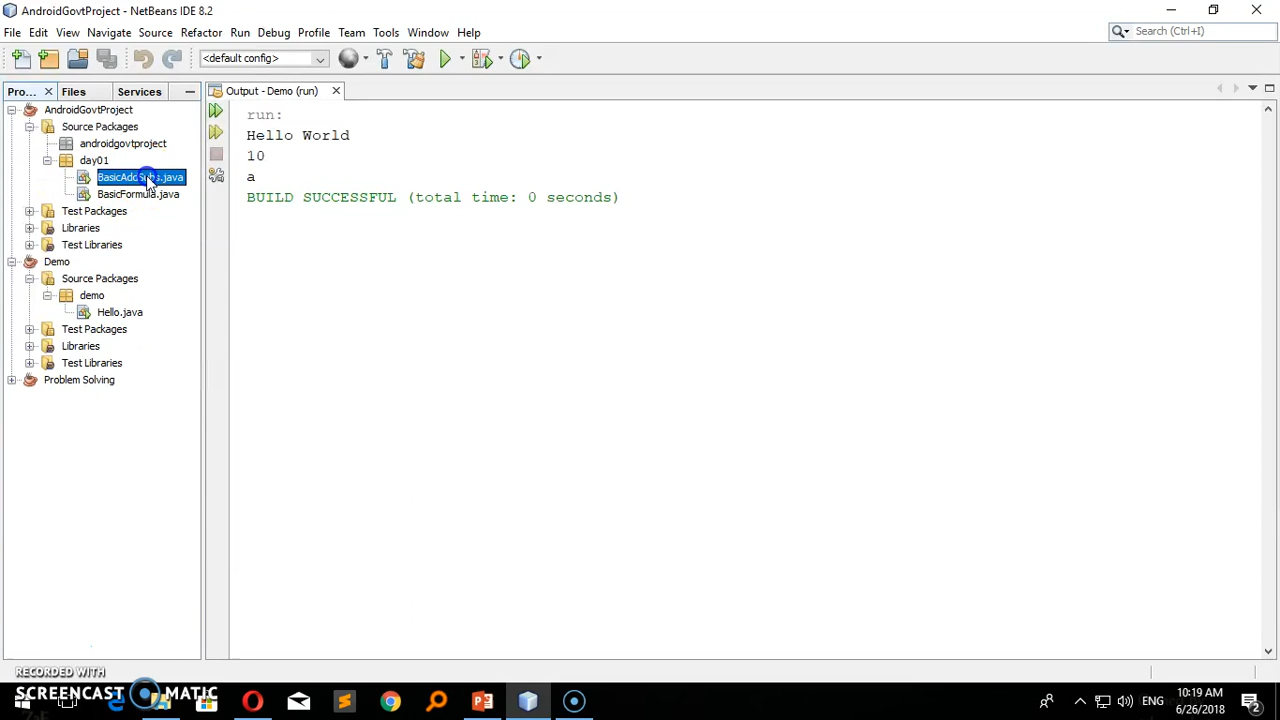 AndroidGovtProject - NetBeans IDE 8.2
File Edit View Navigate Source Refactor Run Debug Profile Team Tools Window Help
Search (Ctrl+I)
<default config>
Pro... Files Services
Output - Demo (run)
AndroidGovtProject
Source Packages
androidgovtproject
day01
BasicAddSubs.java
BasicFormula.java
Test Packages
Libraries
Test Libraries
Demo
Source Packages
demo
Hello.java
Test Packages
Libraries
Test Libraries
Problem Solving
run:
Hello World
10
a
BUILD SUCCESSFUL (total time: 0 seconds)
RECORDED WITH
SCREENCAST MATIC
ENG
10:19 AM
6/26/2018
2